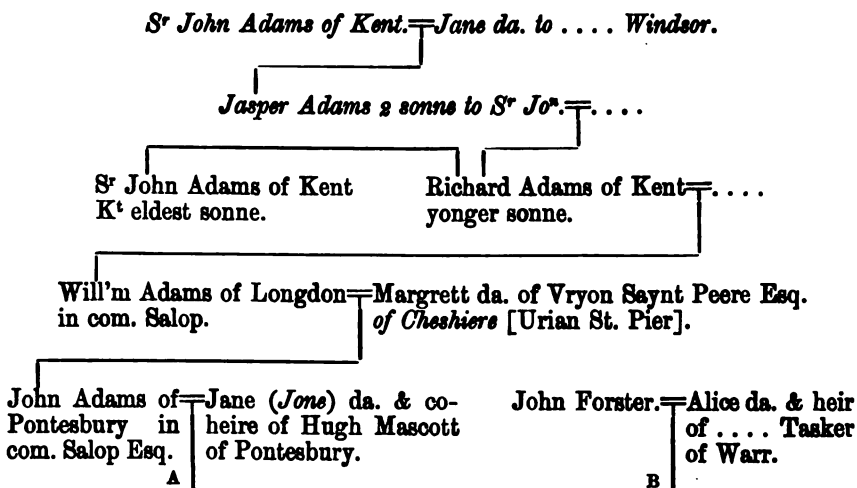 Sʳ John Adams of Kent.=Jane da. to .... Windsor.
Jasper Adams 2 sonne to Sʳ Joⁿ.=....
Sʳ John Adams of Kent
Kᵗ eldest sonne.
Richard Adams of Kent=....
yonger sonne.
Will'm Adams of Longdon=Margrett da. of Vryon Saynt Peere Esq.
in com. Salop.
of Cheshiere [Urian St. Pier].
John Adams of=Jane (Jone) da. & co-
Pontesbury in
heire of Hugh Mascott
com. Salop Esq.
of Pontesbury.
A
John Forster.=Alice da. & heir
of .... Tasker
of Warr.
B